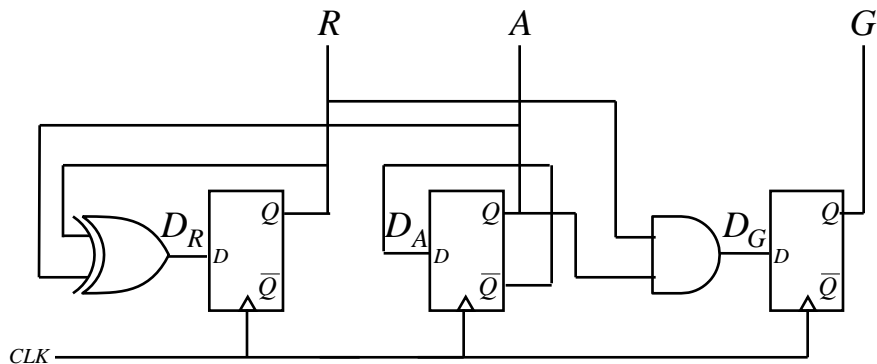 R A G
D_R D_A D_G
Q Q Q
D D D
Q̅ Q̅ Q̅
CLK